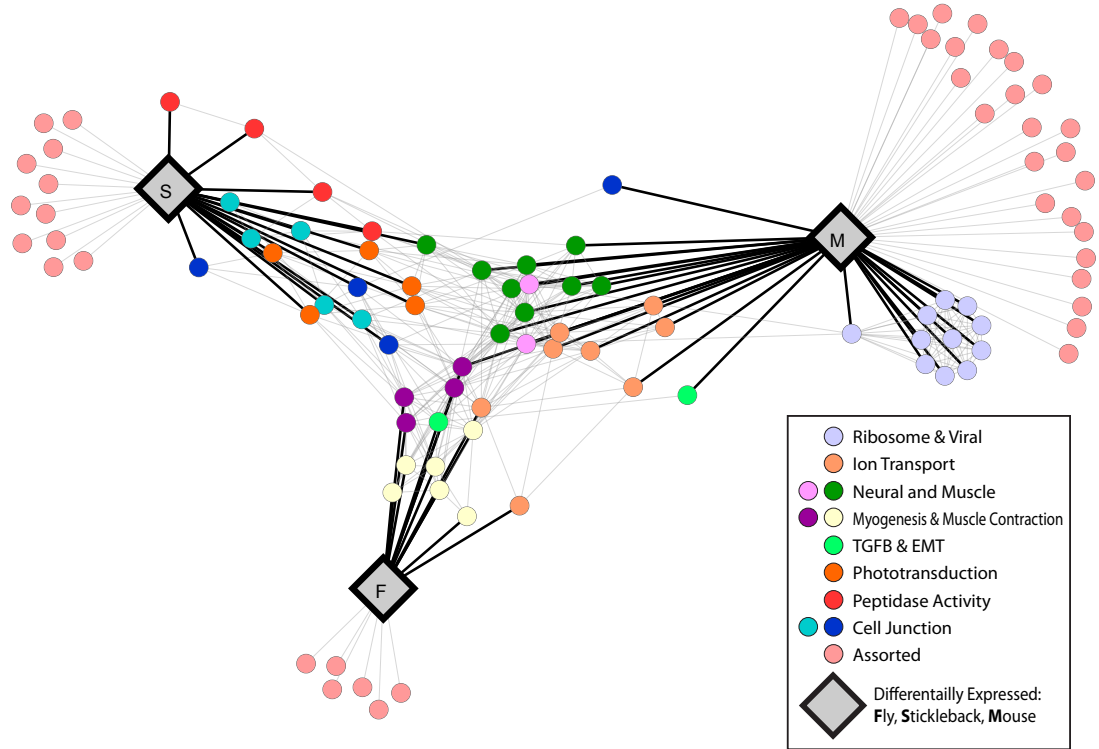 S
M
F
Ribosome & Viral
Ion Transport
Neural and Muscle
Myogenesis & Muscle Contraction
TGFB & EMT
Phototransduction
Peptidase Activity
Cell Junction
Assorted
Differentailly Expressed:
Fly, Stickleback, Mouse